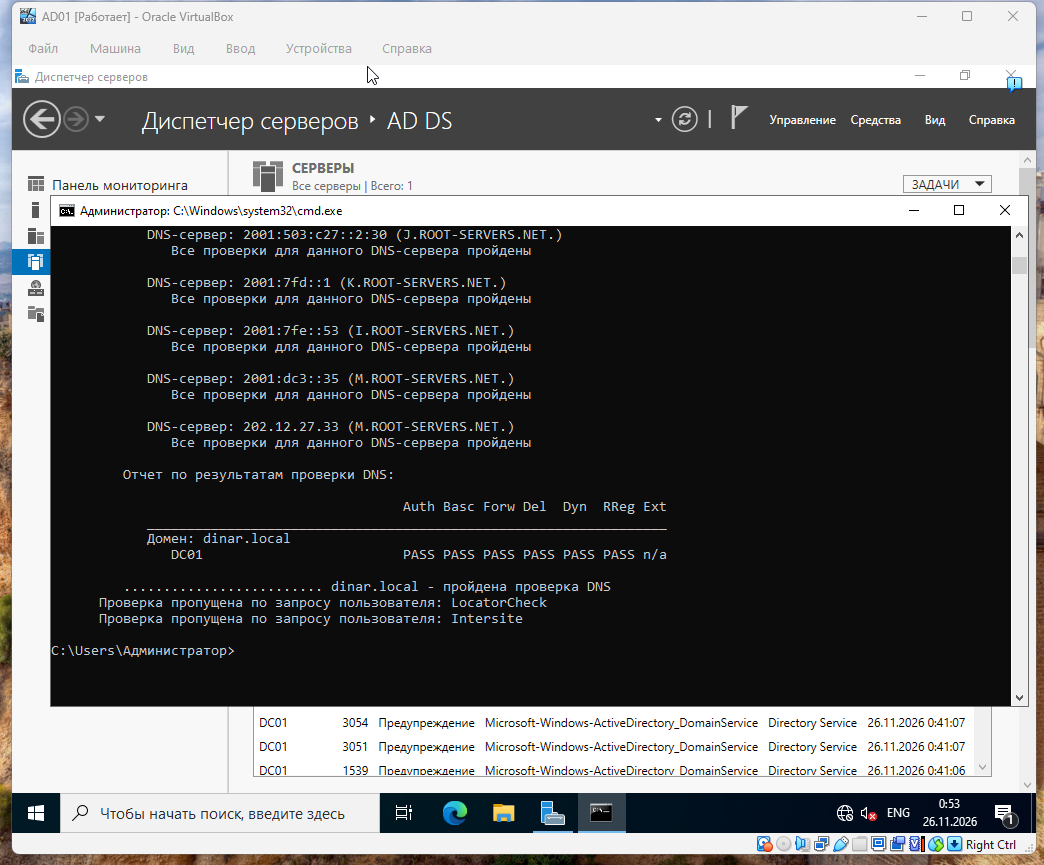 AD01 [Работает] - Oracle VirtualBox
Файл Машина Вид Ввод Устройства Справка
Диспетчер серверов
Диспетчер серверов AD DS
Управление Средства Вид Справка
Панель мониторинга
СЕРВЕРЫ
Все серверы | Всего: 1
ЗАДАЧИ
Администратор: C:\Windows\system32\cmd.exe
DNS-сервер: 2001:503:c27::2:30 (J.ROOT-SERVERS.NET.)
Все проверки для данного DNS-сервера пройдены
DNS-сервер: 2001:7fd::1 (K.ROOT-SERVERS.NET.)
Все проверки для данного DNS-сервера пройдены
DNS-сервер: 2001:7fe::53 (I.ROOT-SERVERS.NET.)
Все проверки для данного DNS-сервера пройдены
DNS-сервер: 2001:dc3::35 (M.ROOT-SERVERS.NET.)
Все проверки для данного DNS-сервера пройдены
DNS-сервер: 202.12.27.33 (M.ROOT-SERVERS.NET.)
Все проверки для данного DNS-сервера пройдены
Отчет по результатам проверки DNS:
Auth Basc Forw Del Dyn RReg Ext
_________________________________________________________________
Домен: dinar.local
DC01 PASS PASS PASS PASS PASS PASS n/a
......................... dinar.local - пройдена проверка DNS
Проверка пропущена по запросу пользователя: LocatorCheck
Проверка пропущена по запросу пользователя: Intersite
C:\Users\Администратор>
DC01 3054 Предупреждение Microsoft-Windows-ActiveDirectory_DomainService Directory Service 26.11.2026 0:41:07
DC01 3051 Предупреждение Microsoft-Windows-ActiveDirectory_DomainService Directory Service 26.11.2026 0:41:07
DC01 1539 Предупреждение Microsoft-Windows-ActiveDirectory_DomainService Directory Service 26.11.2026 0:41:06
Чтобы начать поиск, введите здесь
ENG
0:53
26.11.2026
1
Right Ctrl